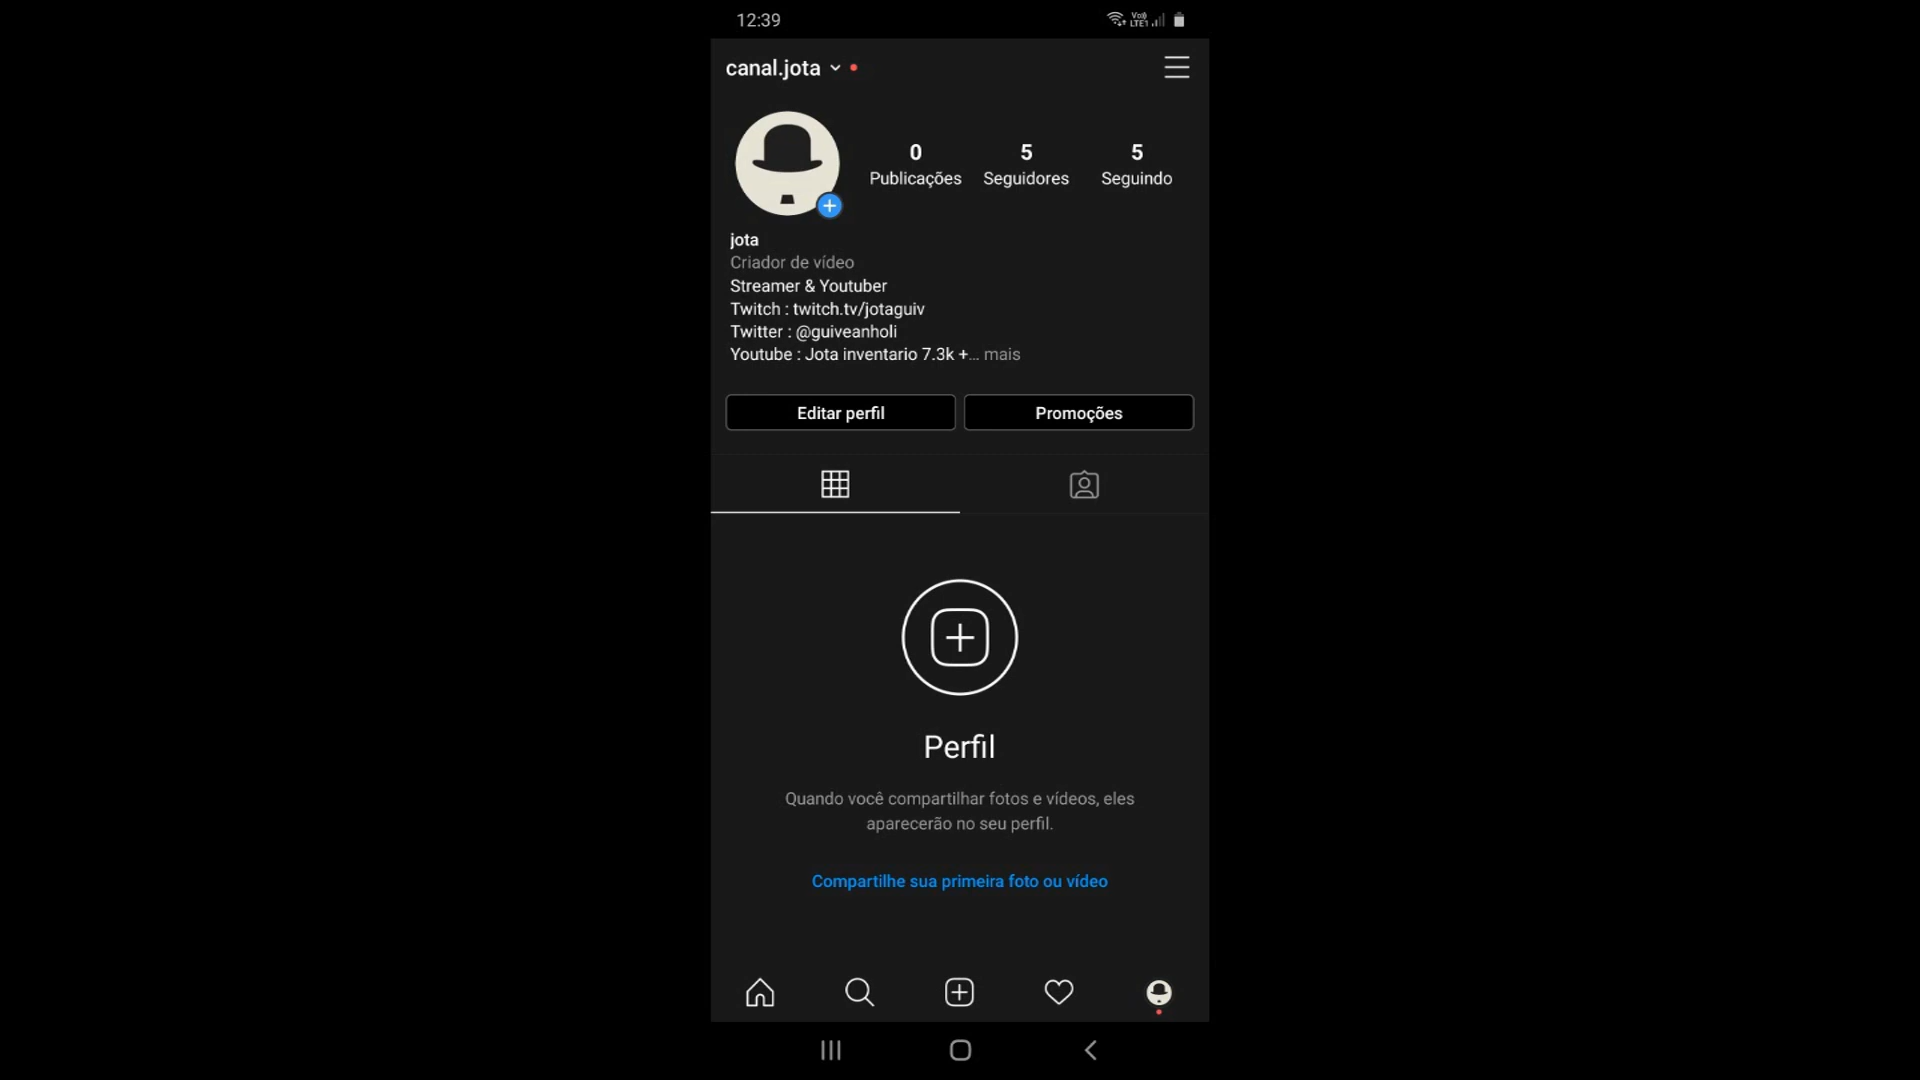 12:39
Vo)) LTE1
canal.jota
0 5 5
Publicações Seguidores Seguindo
jota
Criador de vídeo
Streamer & Youtuber
Twitch : twitch.tv/jotaguiv
Twitter : @guiveanholi
Youtube : Jota inventario 7.3k +... mais
Editar perfil Promoções
Perfil
Quando você compartilhar fotos e vídeos, eles
aparecerão no seu perfil.
Compartilhe sua primeira foto ou vídeo